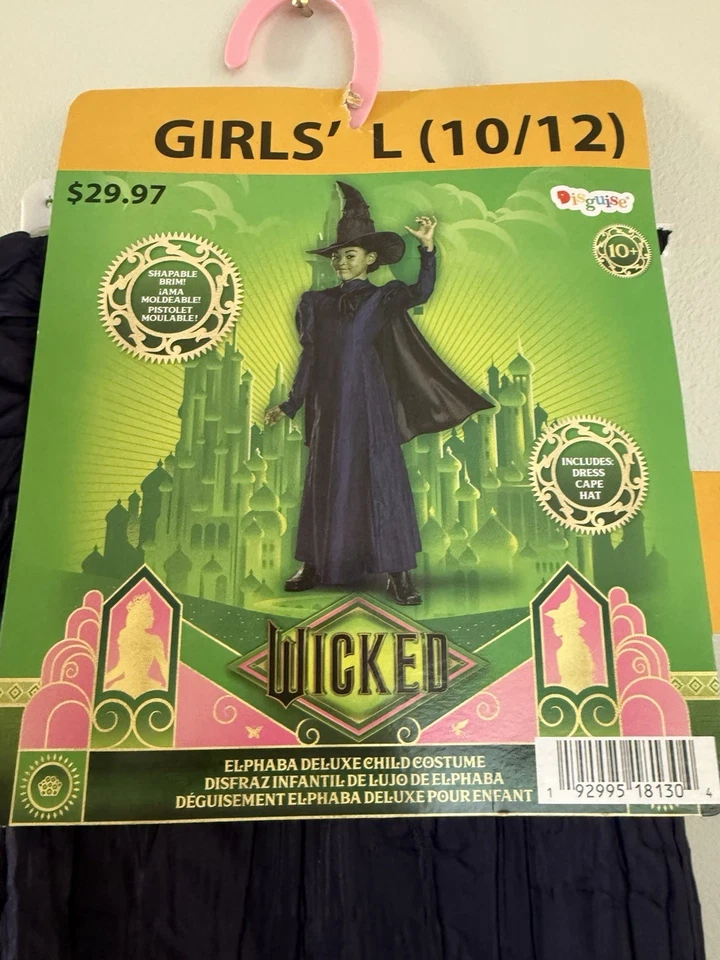 GIRLS' L (10/12)
$29.97
Disguise
10+
SHAPABLE
BRIM!
¡AMA
MOLDEABLE!
PISTOLET
MOULABLE!
INCLUDES:
DRESS
CAPE
HAT
WICKED
ELPHABA DELUXE CHILD COSTUME
DISFRAZ INFANTIL DE LUJO DE ELPHABA
DÉGUISEMENT ELPHABA DELUXE POUR ENFANT
1 92995 18130 4